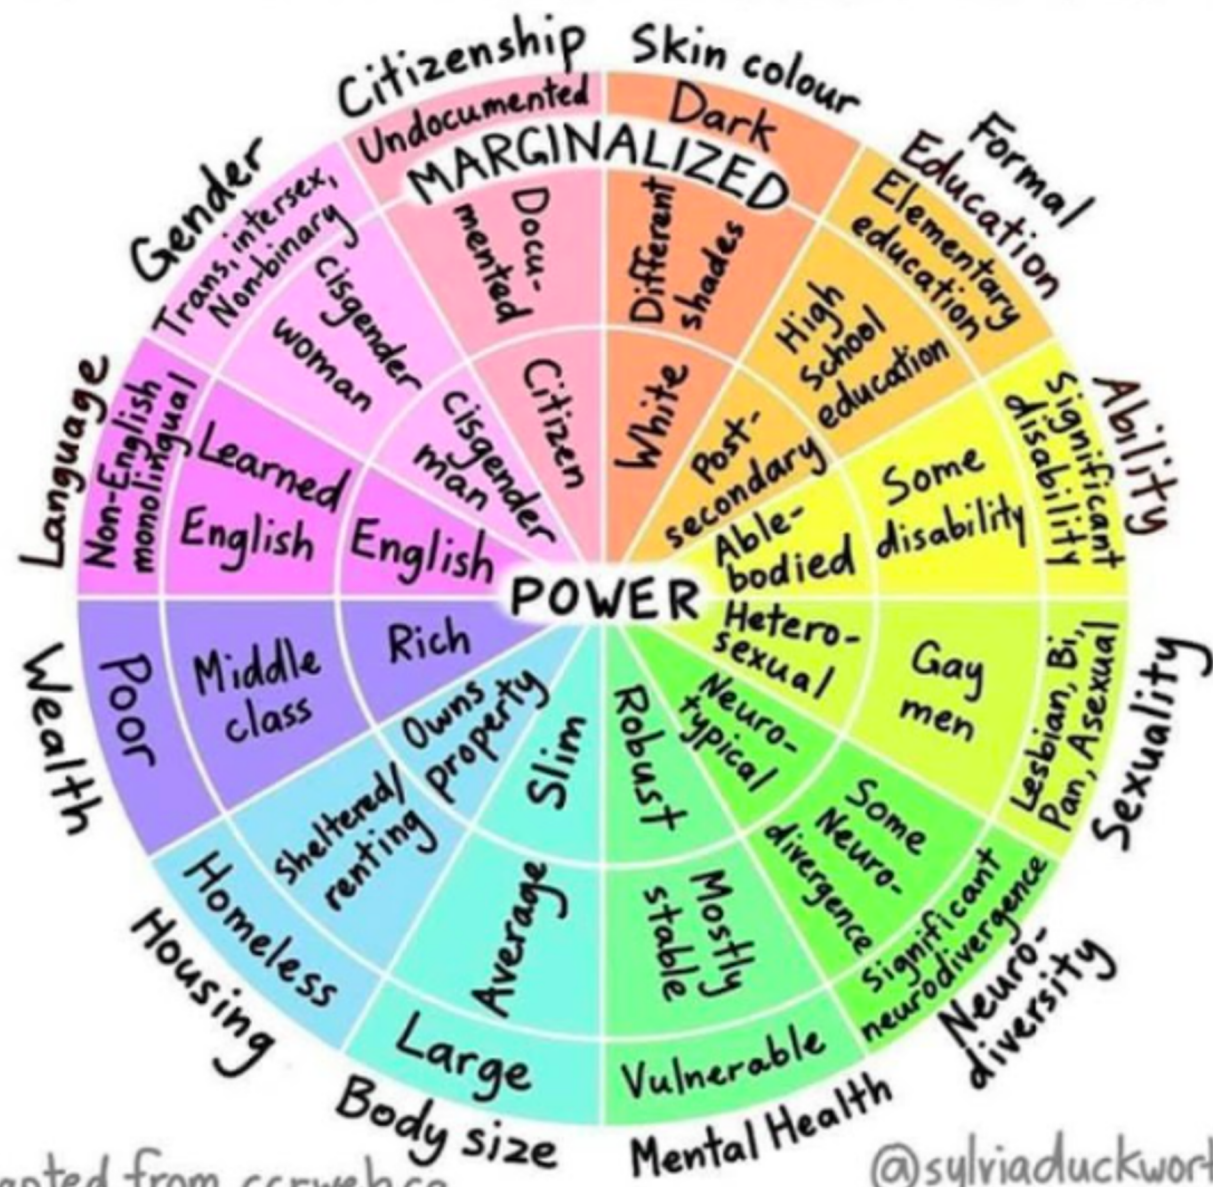 Citizenship
Undocumented
Docu-
mented
Citizen
Skin colour
Dark
Different
shades
White
Formal
Education
Elementary
education
High
School
education
Post-
secondary
Ability
Significant
disability
Some
disability
Able-
bodied
Sexuality
Lesbian, Bi,
Pan, Asexual
Gay
men
Hetero-
sexual
Neuro-
diversity
Significant
neurodivergence
Some
Neuro-
divergence
Neuro-
typical
Mental Health
Vulnerable
Mostly
stable
Robust
Body size
Large
Average
Slim
Housing
Homeless
Sheltered/
renting
Owns
property
Wealth
Poor
Middle
class
Rich
Language
Non-English
monolingual
Learned
English
English
Gender
Trans, intersex,
Non-binary
cisgender
woman
cisgender
man
MARGINALIZED
POWER
from ccrweb.ca
@sylviaduckwort